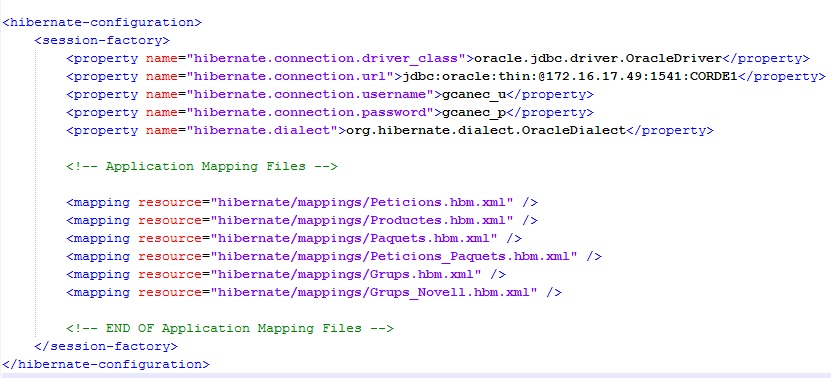 <hibernate-configuration>
<session-factory>
<property name="hibernate.connection.driver_class">oracle.jdbc.driver.OracleDriver</property>
<property name="hibernate.connection.url">jdbc:oracle:thin:@172.16.17.49:1541:CORDE1</property>
<property name="hibernate.connection.username">gcanec_u</property>
<property name="hibernate.connection.password">gcanec_p</property>
<property name="hibernate.dialect">org.hibernate.dialect.OracleDialect</property>
<!-- Application Mapping Files -->
<mapping resource="hibernate/mappings/Peticions.hbm.xml" />
<mapping resource="hibernate/mappings/Productes.hbm.xml" />
<mapping resource="hibernate/mappings/Paquets.hbm.xml" />
<mapping resource="hibernate/mappings/Peticions_Paquets.hbm.xml" />
<mapping resource="hibernate/mappings/Grups.hbm.xml" />
<mapping resource="hibernate/mappings/Grups_Novell.hbm.xml" />
<!-- END OF Application Mapping Files -->
</session-factory>
</hibernate-configuration>